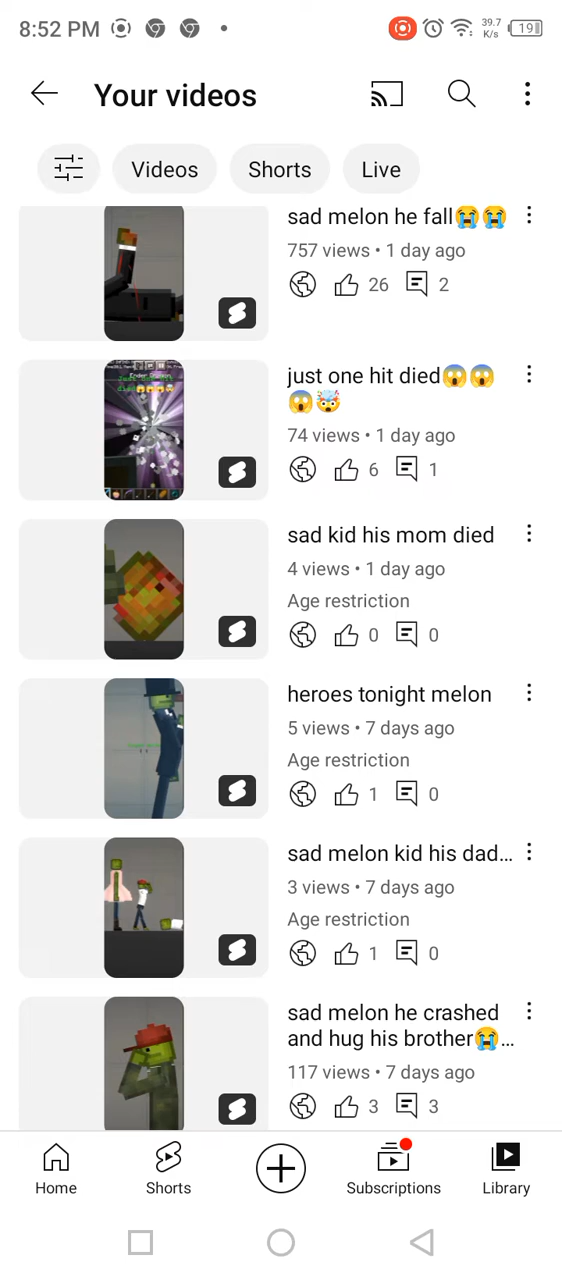 8:52 PM
39.7
K/s
19
Your videos
Videos
Shorts
Live
sad melon he fall😭😭
757 views • 1 day ago
26
2
just one hit died😱😱
😱🤯
74 views • 1 day ago
6
1
sad kid his mom died
4 views • 1 day ago
Age restriction
0
0
heroes tonight melon
5 views • 7 days ago
Age restriction
1
0
sad melon kid his dad...
3 views • 7 days ago
Age restriction
1
0
sad melon he crashed
and hug his brother😭...
117 views • 7 days ago
3
3
Home
Shorts
Subscriptions
Library